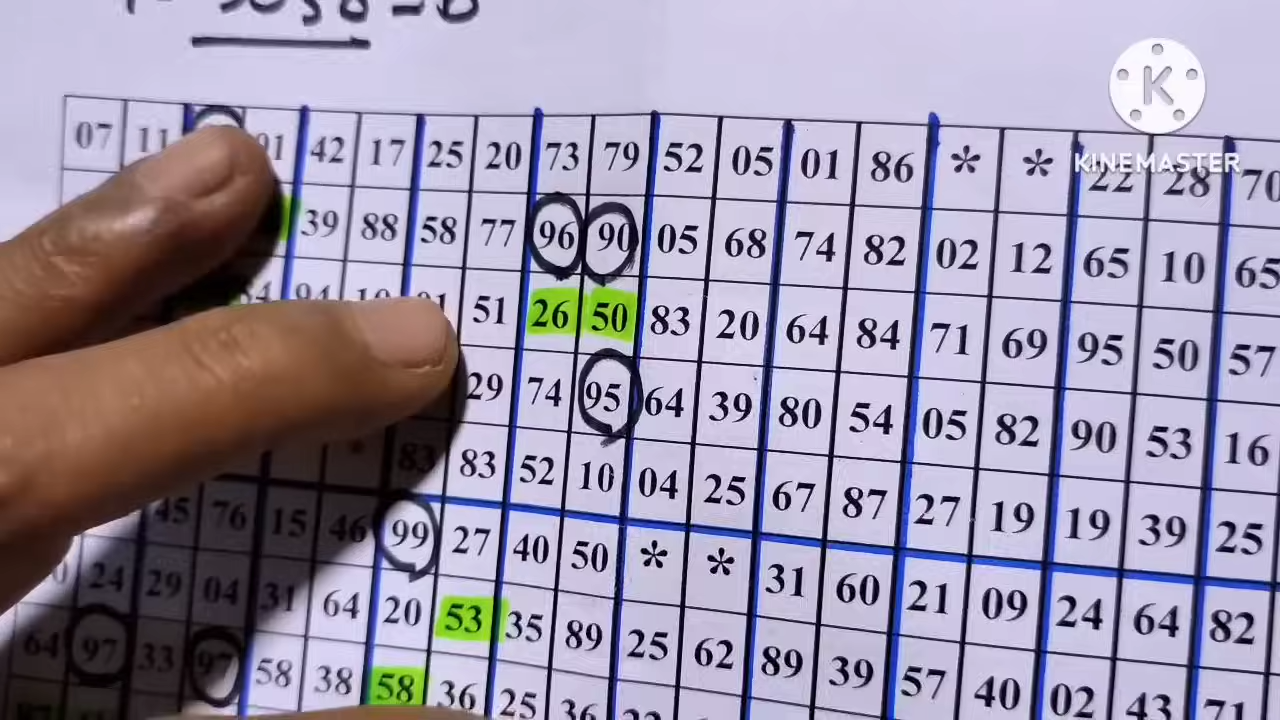 KINEMASTER
07 11 91 42 17 25 20 73 79 52 05 01 86 * * 22 28 70
39 88 58 77 96 90 05 68 74 82 02 12 65 10 65
94 51 26 50 83 20 64 84 71 69 95 50 57
29 74 95 64 39 80 54 05 82 90 53 16
83 83 52 10 04 25 67 87 27 19 19 39 25
45 76 15 46 99 27 40 50 * * 31 60 21 09 24 64 82
24 29 04 31 64 20 53 35 89 25 62 89 39 57 40 02 43 71
64 97 33 97 58 38 58 36 25 36